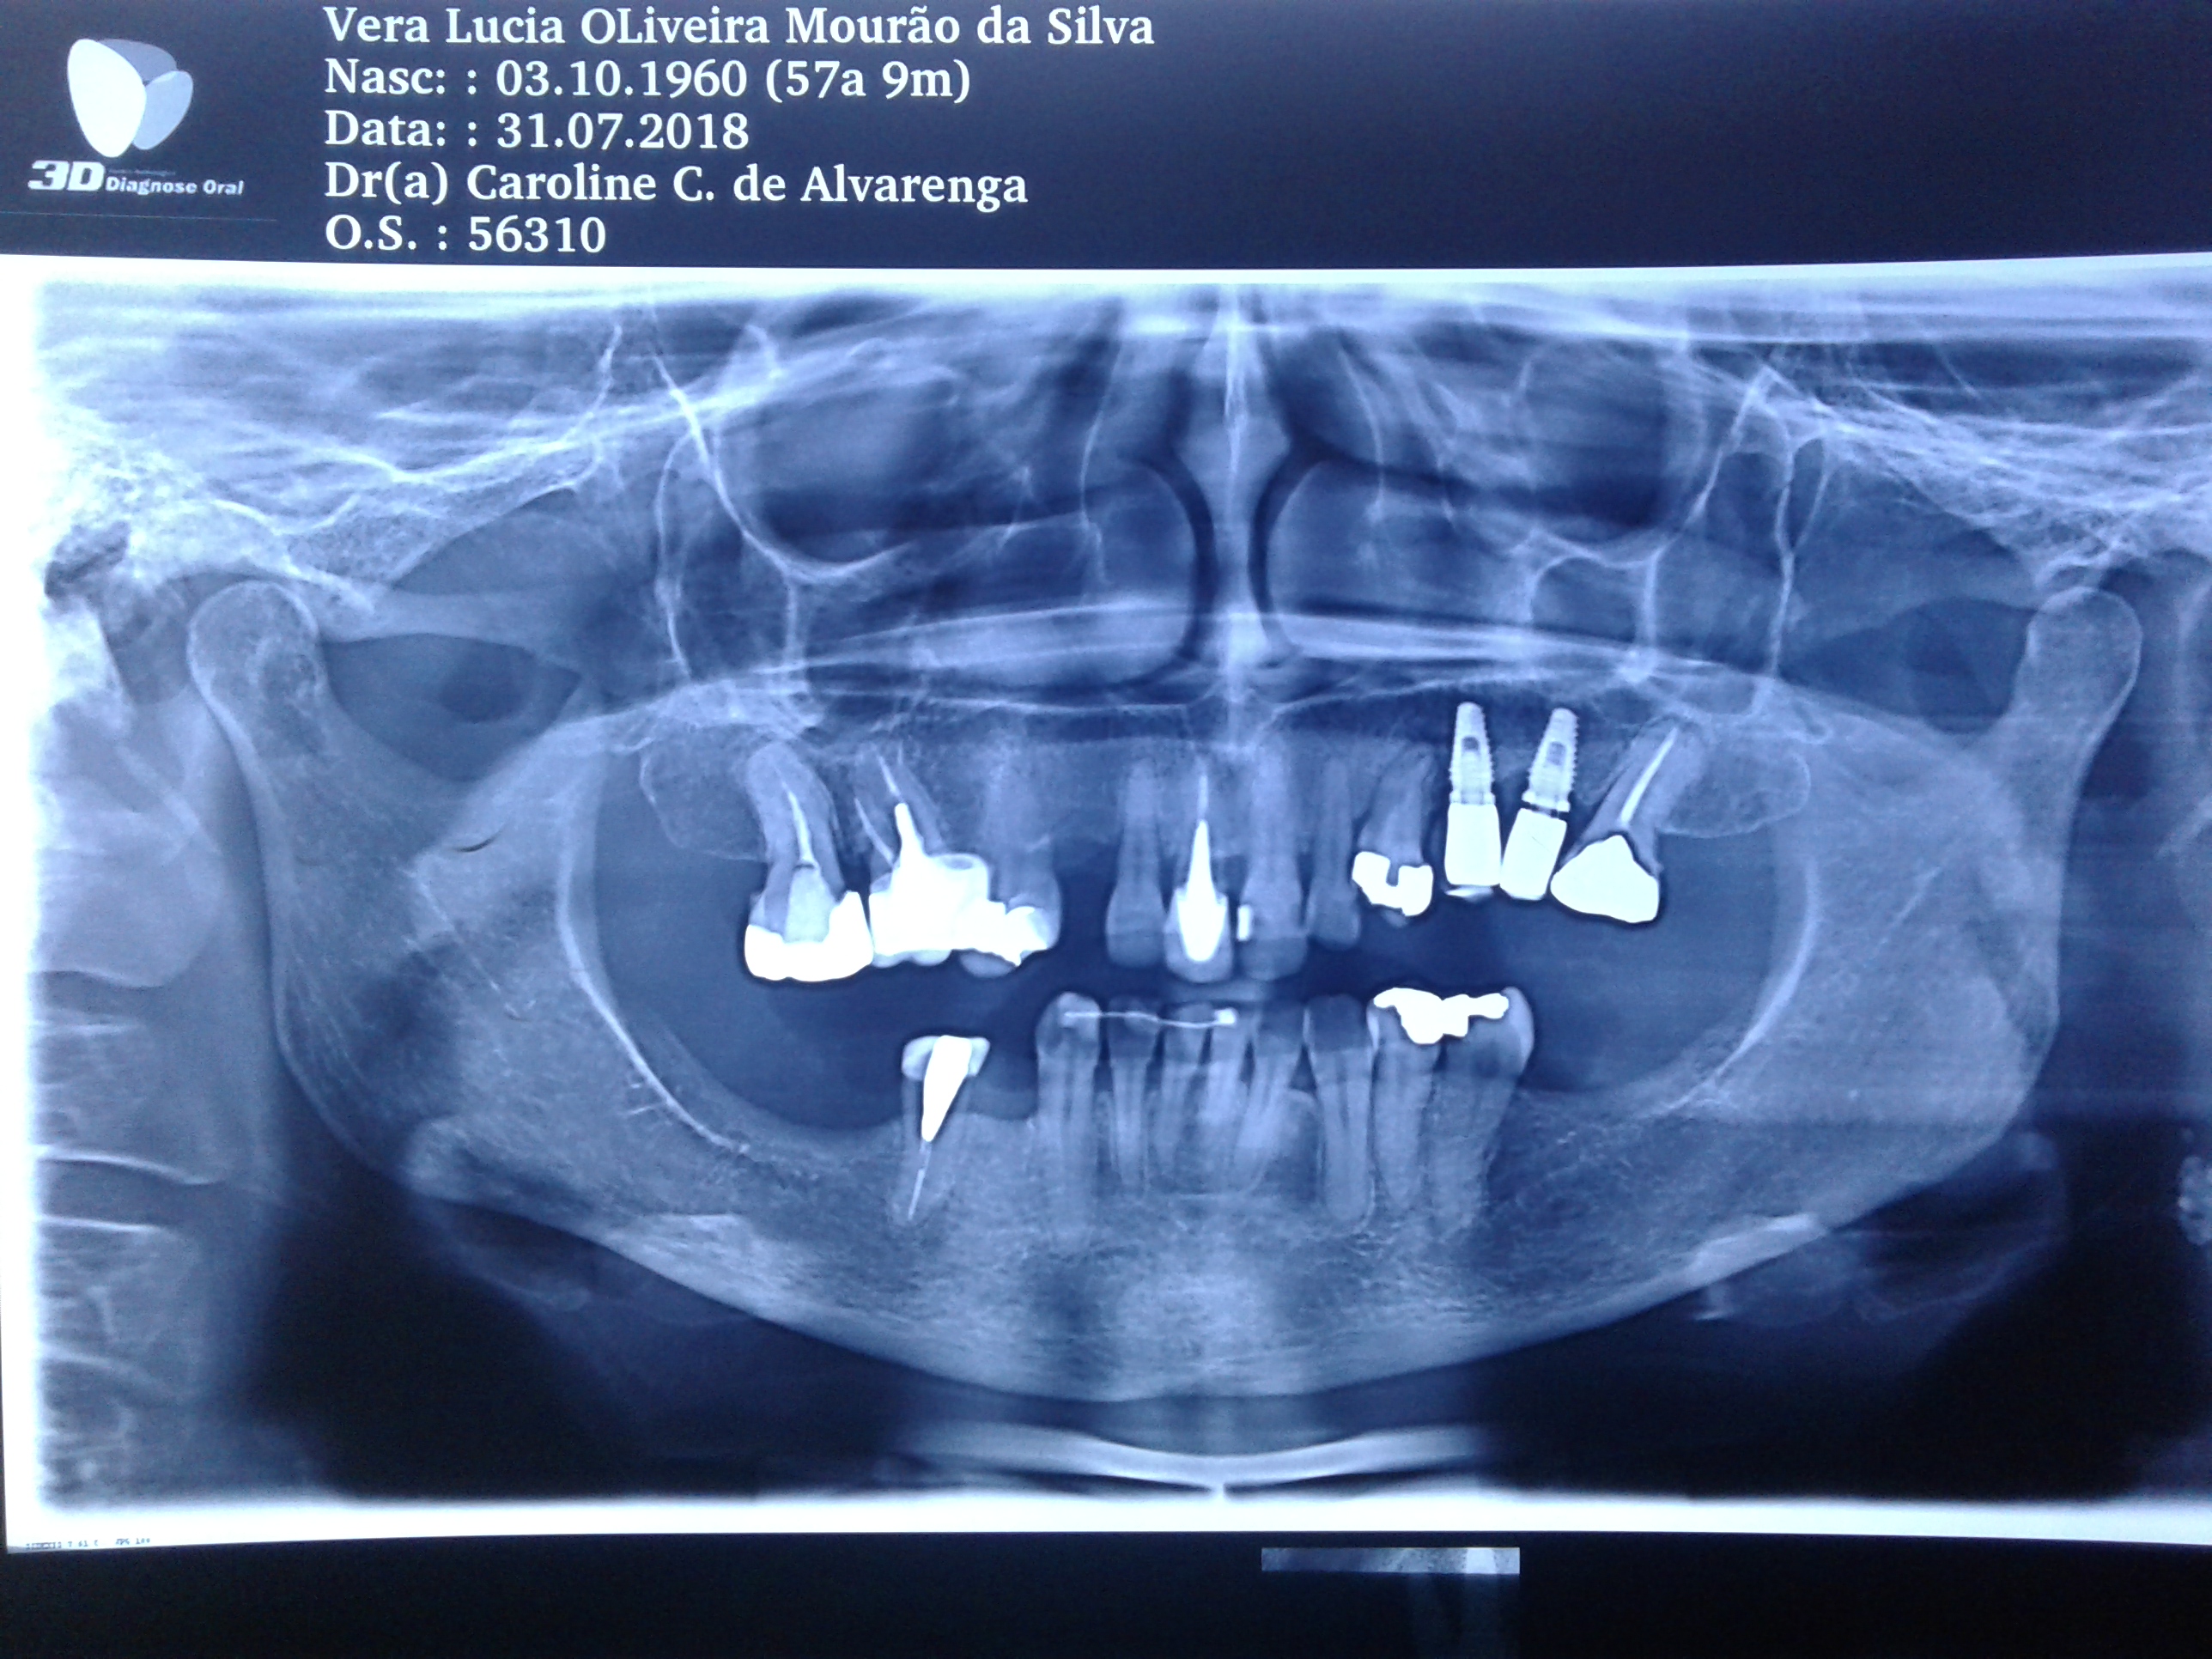 Vera Lucia OLiveira Mourão da Silva
Nasc: : 03.10.1960 (57a 9m)
Data: : 31.07.2018
Dr(a) Caroline C. de Alvarenga
O.S. : 56310
3D Diagnose Oral